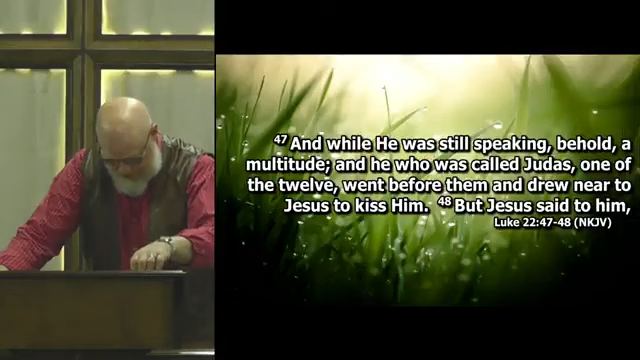 47 And while He was still speaking, behold, a
multitude; and he who was called Judas, one of
the twelve, went before them and drew near to
Jesus to kiss Him. 48 But Jesus said to him,
Luke 22:47-48 (NKJV)